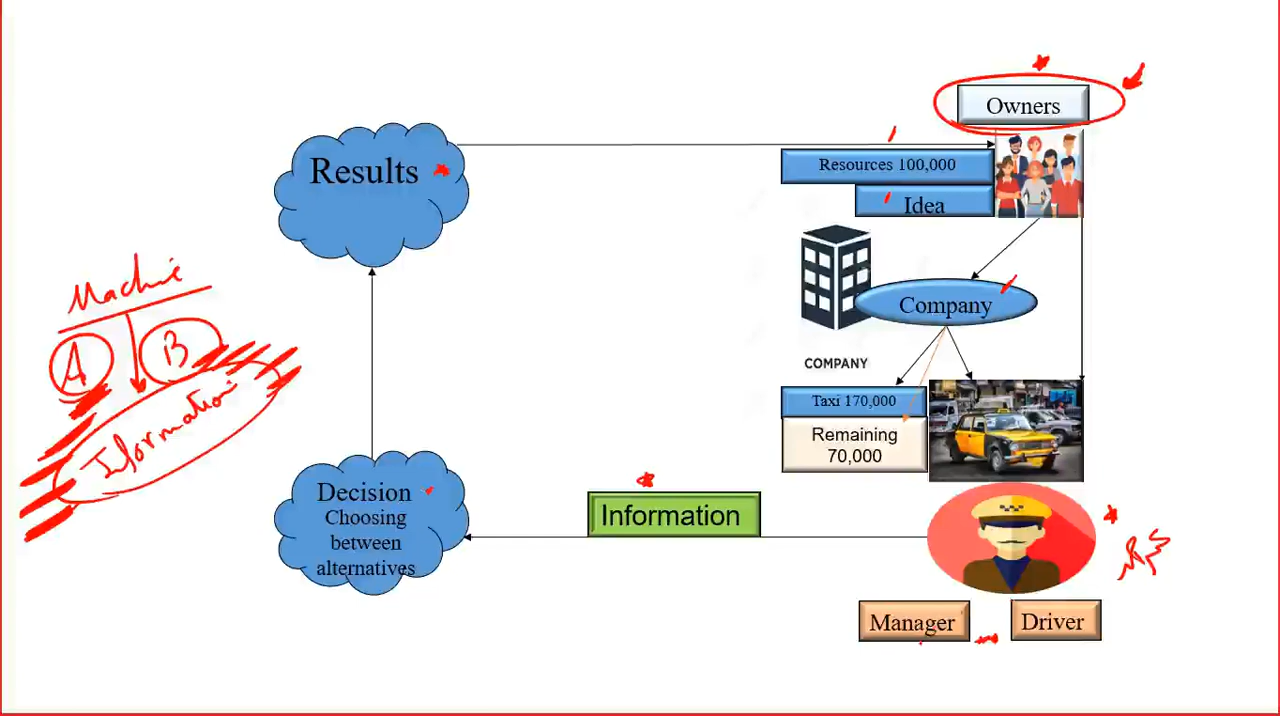 Owners
Results
Resources 100,000
Idea
Company
COMPANY
Machine
A
B
Information
Taxi 170,000
Remaining
70,000
Decision
Choosing
between
alternatives
Information
Manager
Driver